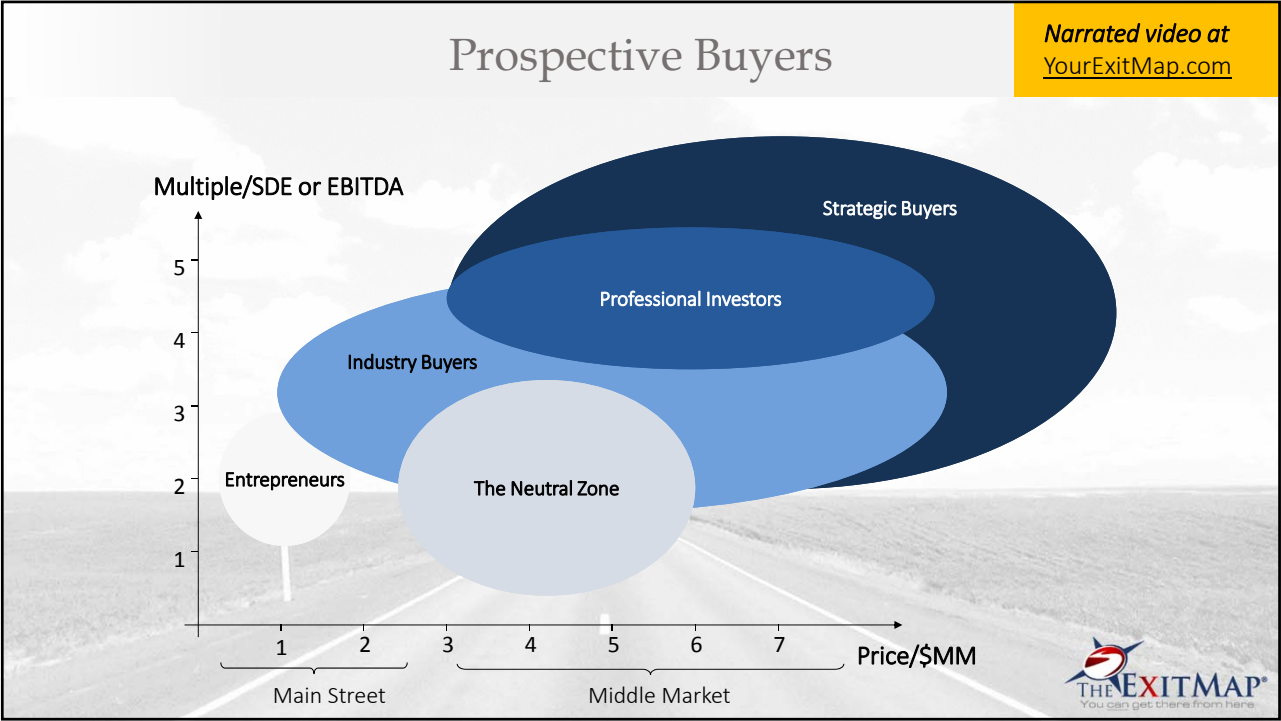 Prospective Buyers
Narrated video at
YourExitMap.com
Multiple/SDE or EBITDA
Strategic Buyers
5
Professional Investors
4
Industry Buyers
3
Entrepreneurs
2
The Neutral Zone
1
1 2 3 4 5 6 7
Price/$MM
Main Street
Middle Market
THE EXITMAP®
You can get there from here